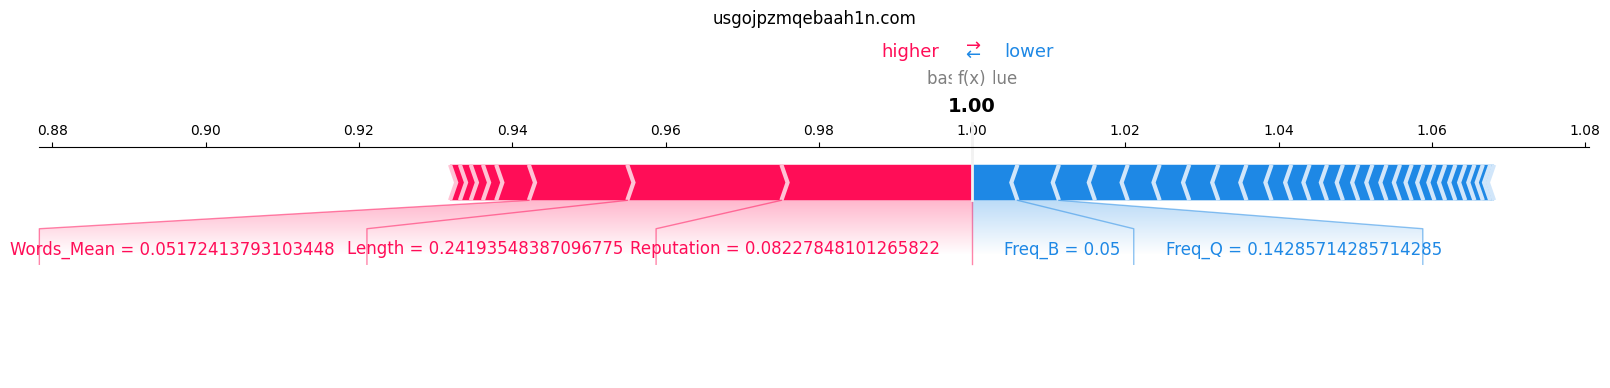 usgojpzmqebaah1n.com
higher ⇄ lower
f(x)
1.00
0.88 0.90 0.92 0.94 0.96 0.98 1.00 1.02 1.04 1.06 1.08
Words_Mean = 0.05172413793103448 Length = 0.24193548387096775 Reputation = 0.08227848101265822 Freq_B = 0.05 Freq_Q = 0.14285714285714285